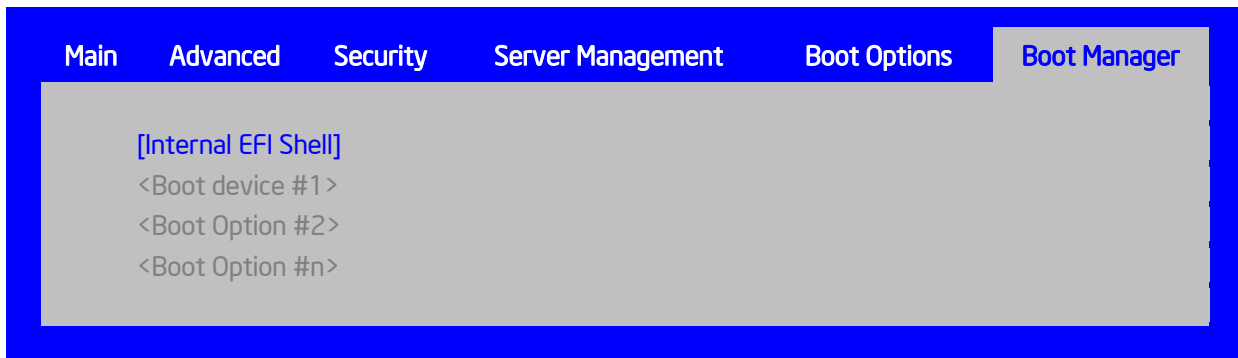 Main Advanced Security Server Management Boot Options Boot Manager
[Internal EFI Shell]
<Boot device #1>
<Boot Option #2>
<Boot Option #n>